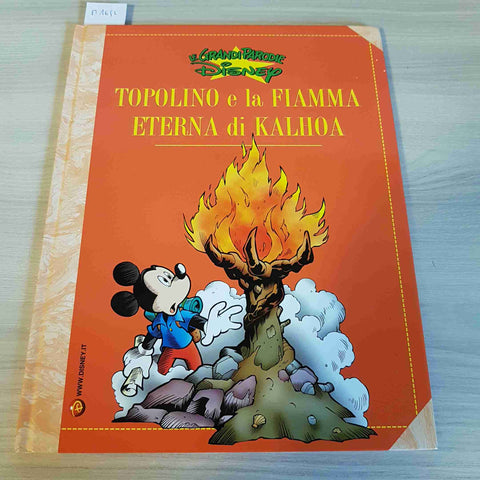 LE GRANDI PARODIE
DISNEY
TOPOLINO e la FIAMMA
ETERNA di KALHOA
WWW.DISNEY.IT